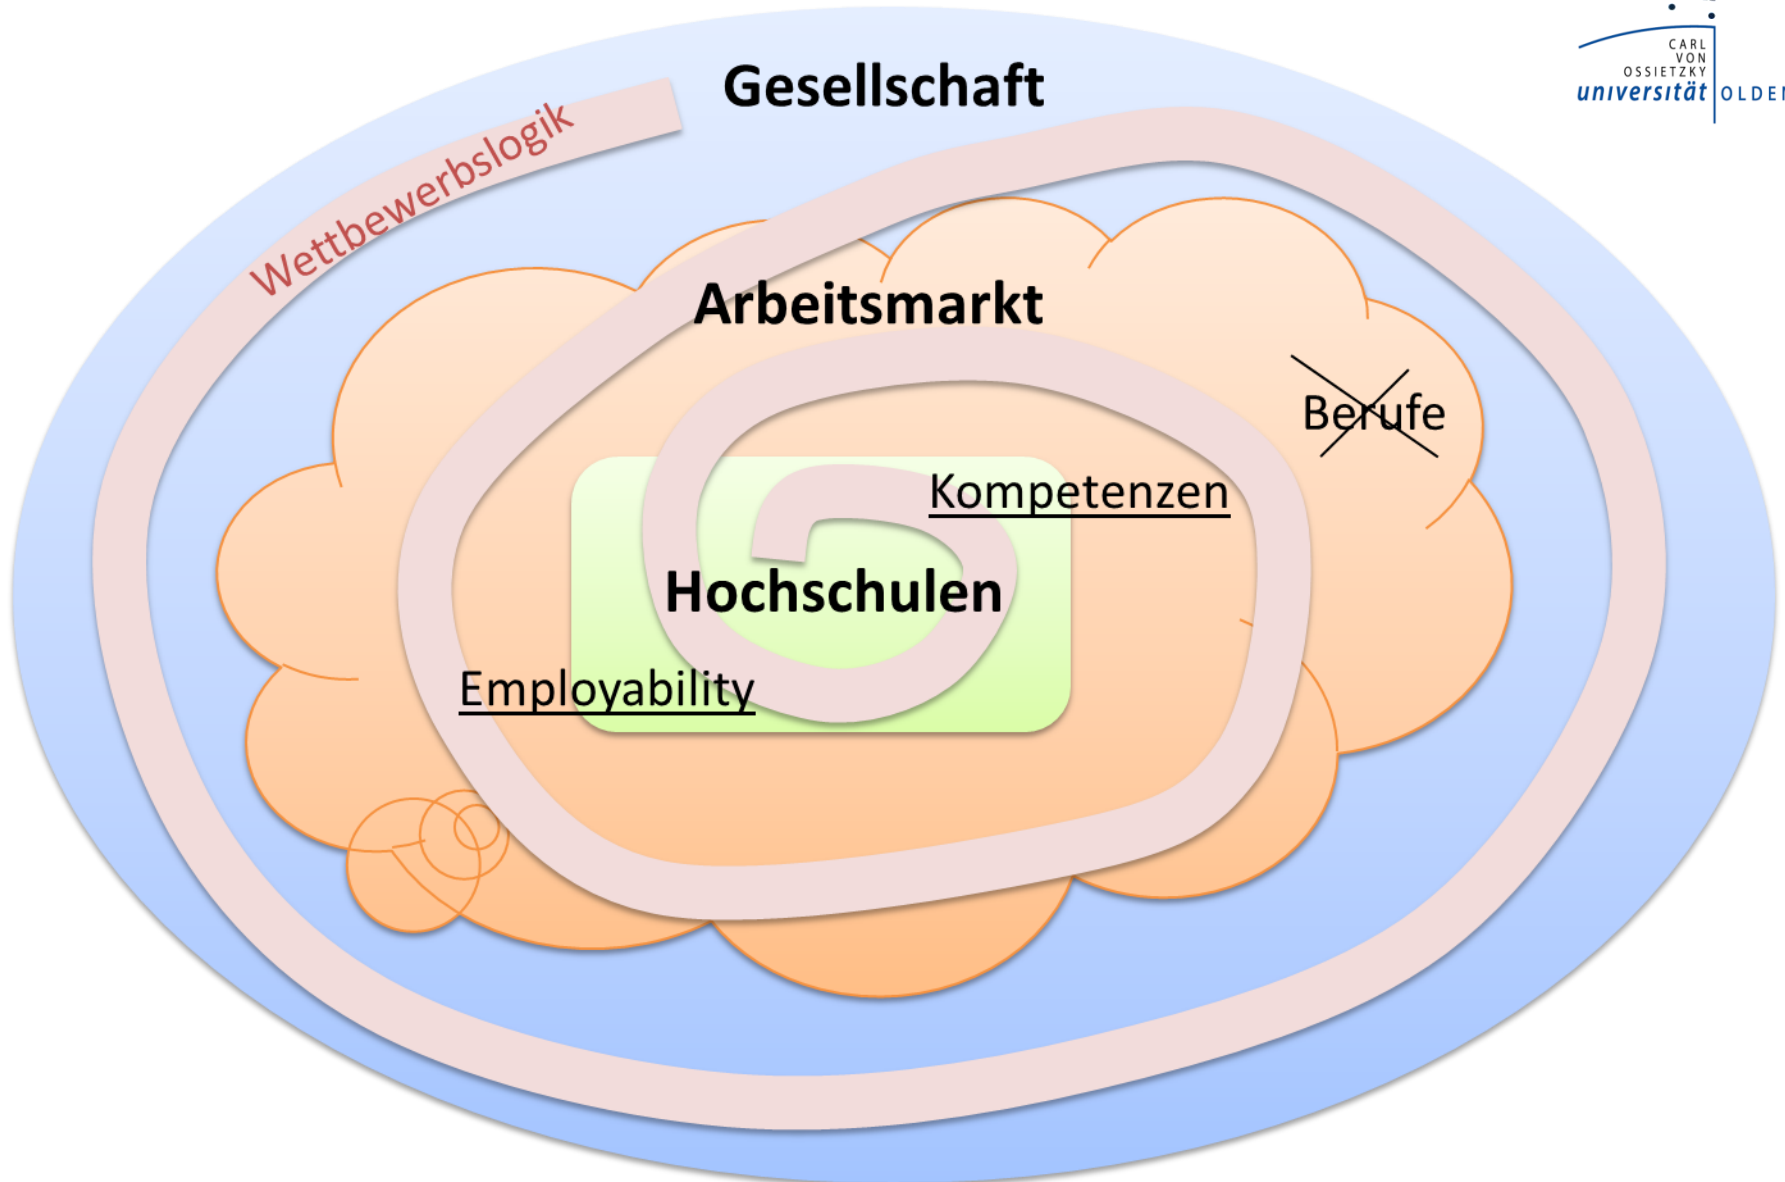 CARL
VON
OSSIETZKY
universität OLDE
Gesellschaft
Wettbewerbslogik
Arbeitsmarkt
Berufe
Kompetenzen
Hochschulen
Employability